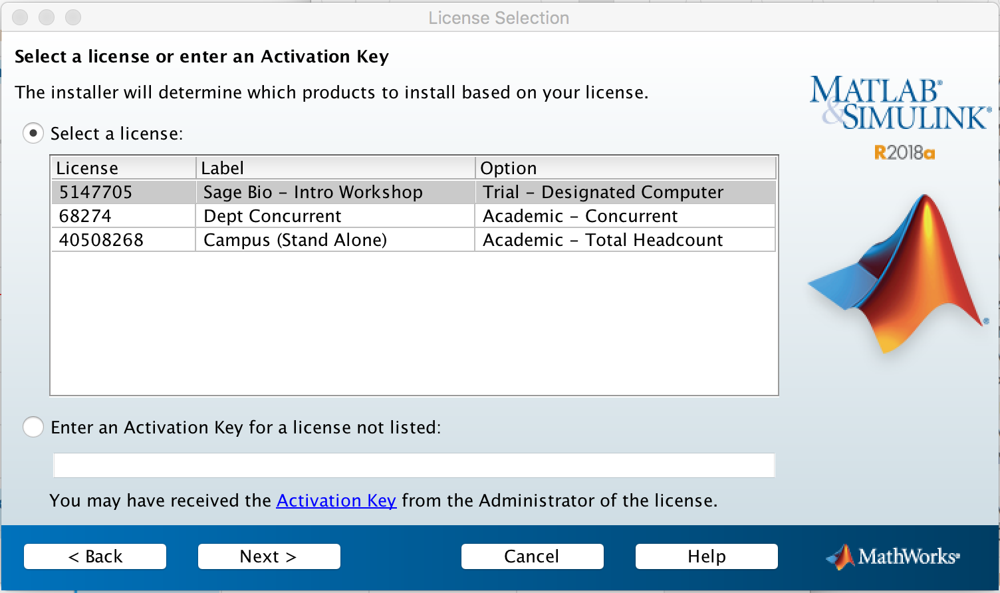 License Selection
Select a license or enter an Activation Key
The installer will determine which products to install based on your license.
MATLAB®
&SIMULINK®
R2018a
Select a license:
License Label Option
5147705 Sage Bio - Intro Workshop Trial - Designated Computer
68274 Dept Concurrent Academic - Concurrent
40508268 Campus (Stand Alone) Academic - Total Headcount
®
Enter an Activation Key for a license not listed:
You may have received the Activation Key from the Administrator of the license.
< Back Next > Cancel Help MathWorks®